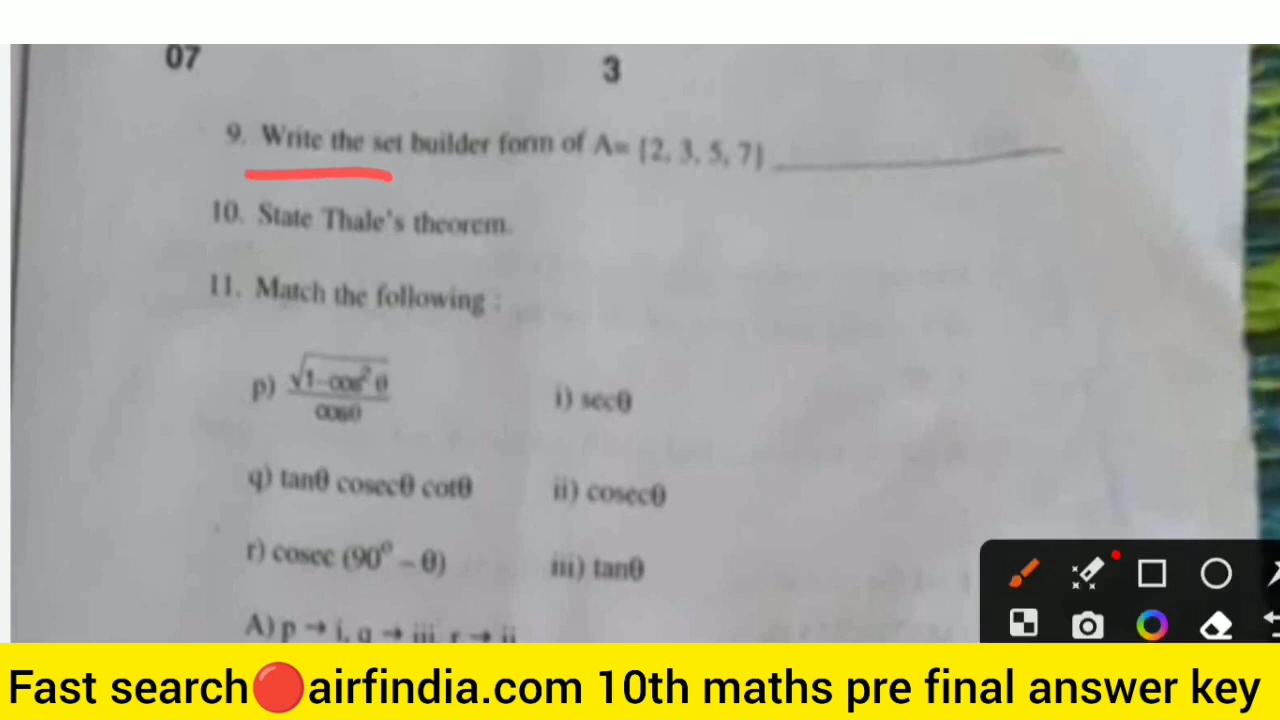 07
3
9. Write the set builder form of A= {2, 3, 5, 7}
10. State Thale's theorem.
11. Match the following :
p) √1-cos²θ / cosθ i) secθ
q) tanθ cosecθ cotθ ii) cosecθ
r) cosec (90° – θ) iii) tanθ
A) p → i, q → iii, r → ii
Fast search🔴airfindia.com 10th maths pre final answer key